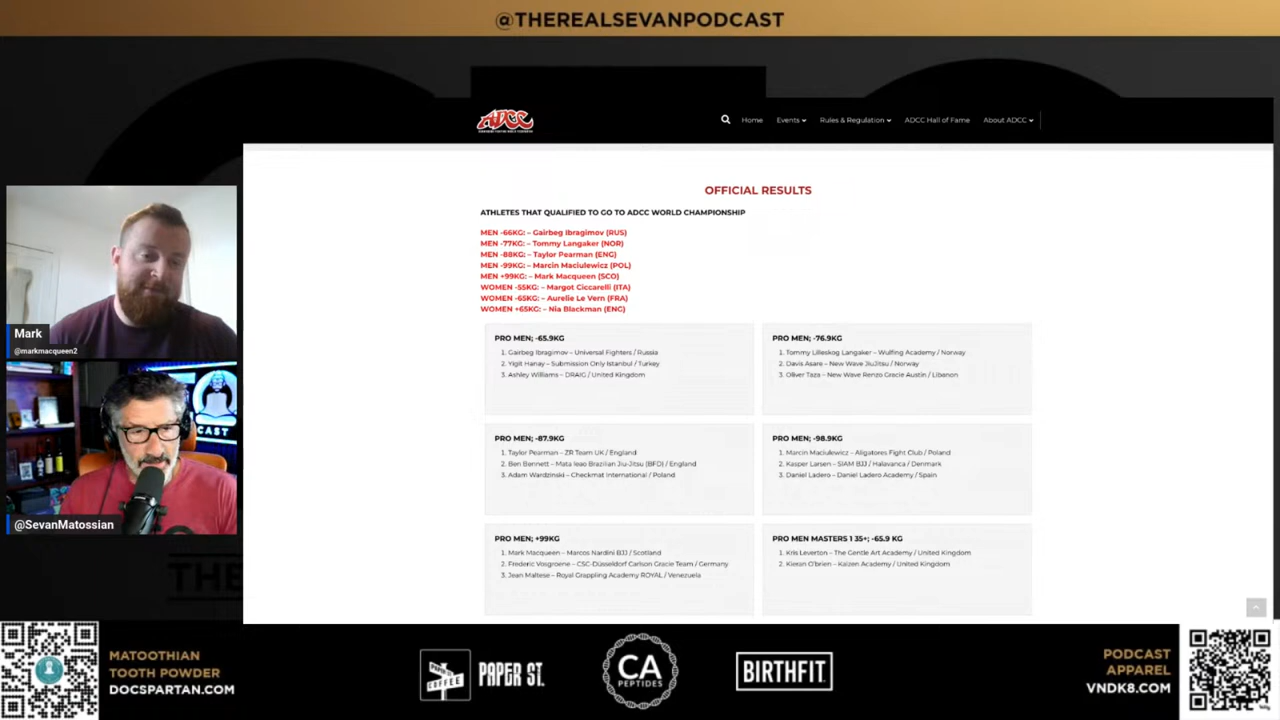 @THEREALSEVANPODCAST
ADCC
Home Events Rules & Regulation ADCC Hall of Fame About ADCC
OFFICIAL RESULTS
ATHLETES THAT QUALIFIED TO GO TO ADCC WORLD CHAMPIONSHIP
MEN -66KG: – Gairbeg Ibragimov (RUS)
MEN -77KG: – Tommy Langaker (NOR)
MEN -88KG: – Taylor Pearman (ENG)
MEN -99KG: – Marcin Maciulewicz (POL)
MEN +99KG: – Mark Macqueen (SCO)
WOMEN -55KG: – Margot Ciccarelli (ITA)
WOMEN -65KG: – Aurelie Le Vern (FRA)
WOMEN +65KG: – Nia Blackman (ENG)
PRO MEN; -65.9KG
1. Gairbeg Ibragimov – Universal Fighters / Russia
2. Yigit Hanay – Submission Only Istanbul / Turkey
3. Ashley Williams – DRAIG / United Kingdom
PRO MEN; -76.9KG
1. Tommy Lilleskog Langaker – Wulfing Academy / Norway
2. Davis Asare – New Wave JiuJitsu / Norway
3. Oliver Taza – New Wave Renzo Gracie Austin / Libanon
PRO MEN; -87.9KG
1. Taylor Pearman – ZR Team UK / England
2. Ben Bennett – Mata leao Brazilian Jiu-Jitsu (BFD) / England
3. Adam Wardzinski – Checkmat International / Poland
PRO MEN; -98.9KG
1. Marcin Maciulewicz – Aligatores Fight Club / Poland
2. Kasper Larsen – SIAM BJJ / Halavanca / Denmark
3. Daniel Ladero – Daniel Ladero Academy / Spain
PRO MEN; +99KG
1. Mark Macqueen – Marcos Nardini BJJ / Scotland
2. Frederic Vosgroene – CSC-Düsseldorf Carlson Gracie Team / Germany
3. Jean Maltese – Royal Grappling Academy ROYAL / Venezuela
PRO MEN MASTERS 1 35+; -65.9 KG
1. Kris Leverton – The Gentle Art Academy / United Kingdom
2. Kieran O'brien – Kaizen Academy / United Kingdom
Mark
@markmacqueen2
CAST
@SevanMatossian
THE
MATOOTHIAN
TOOTH POWDER
DOCSPARTAN.COM
COFFEE
PAPER ST.
CA
PEPTIDES
BIRTHFIT
PODCAST
APPAREL
VNDK8.COM